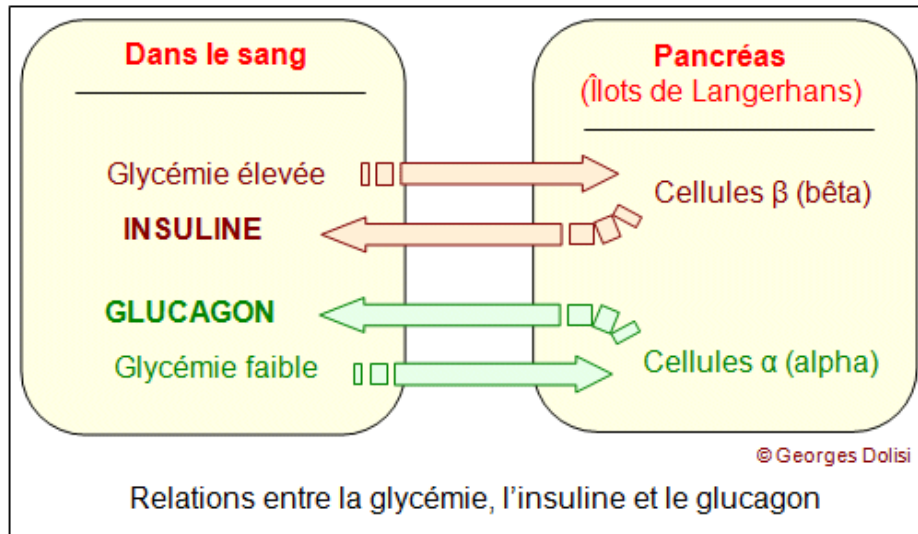 Dans le sang
Glycémie élevée
INSULINE
GLUCAGON
Glycémie faible
Pancréas
(Îlots de Langerhans)
Cellules β (bêta)
Cellules α (alpha)
© Georges Dolisi
Relations entre la glycémie, l’insuline et le glucagon